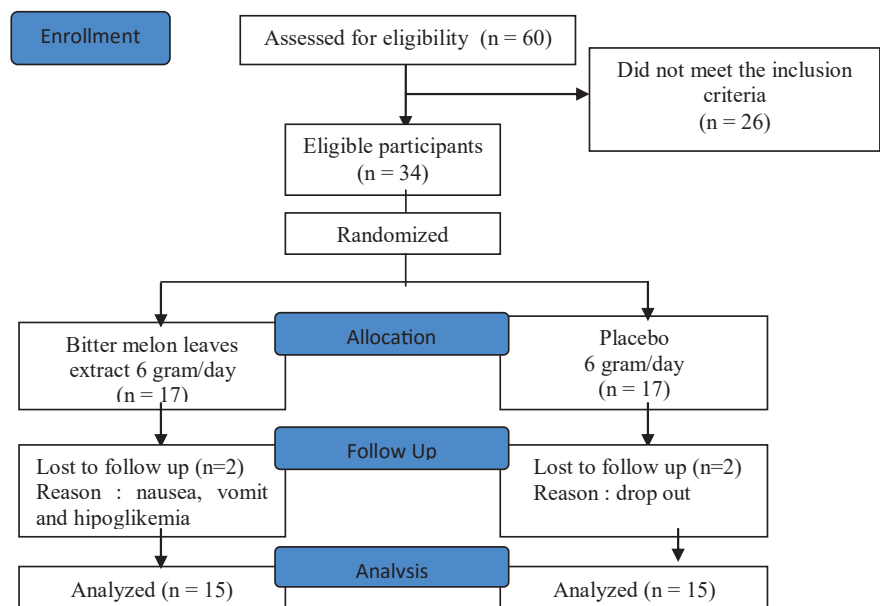 Enrollment
Assessed for eligibility (n = 60)
Did not meet the inclusion
criteria
(n = 26)
Eligible participants
(n = 34)
Randomized
Bitter melon leaves
extract 6 gram/day
(n = 17)
Allocation
Placebo
6 gram/day
(n = 17)
Lost to follow up (n=2)
Reason : nausea, vomit
and hipoglikemia
Follow Up
Lost to follow up (n=2)
Reason : drop out
Analyzed (n = 15)
Analysis
Analyzed (n = 15)